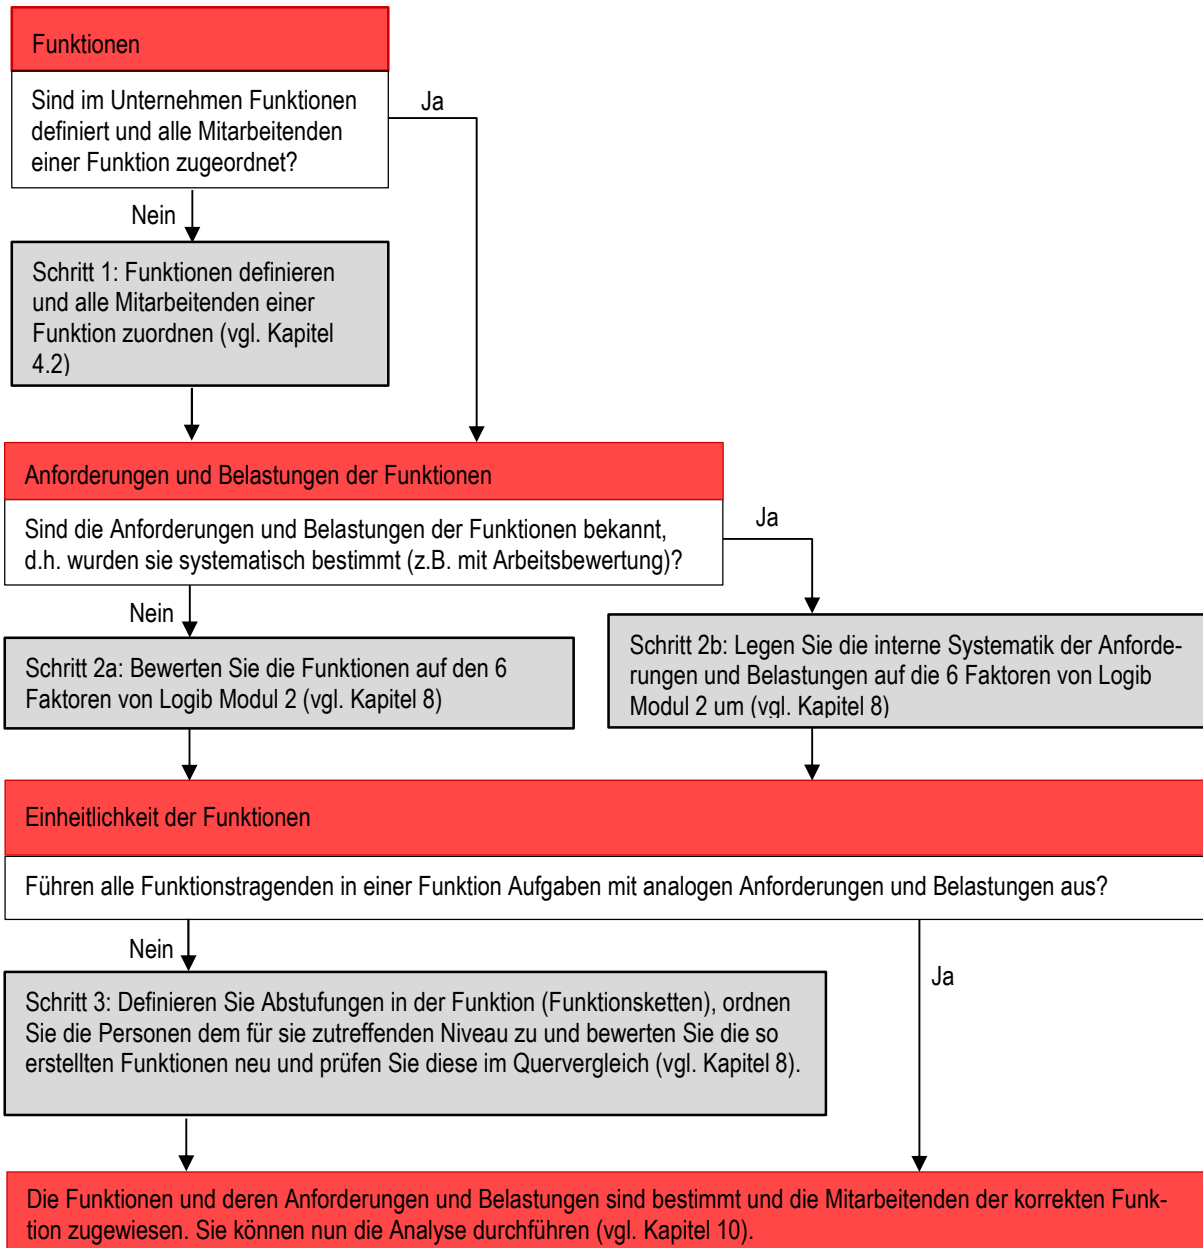 Funktionen
Sind im Unternehmen Funktionen
definiert und alle Mitarbeitenden
einer Funktion zugeordnet?
Ja
Nein
Schritt 1: Funktionen definieren
und alle Mitarbeitenden einer
Funktion zuordnen (vgl. Kapitel
4.2)
Anforderungen und Belastungen der Funktionen
Sind die Anforderungen und Belastungen der Funktionen bekannt,
d.h. wurden sie systematisch bestimmt (z.B. mit Arbeitsbewertung)?
Ja
Nein
Schritt 2a: Bewerten Sie die Funktionen auf den 6
Faktoren von Logib Modul 2 (vgl. Kapitel 8)
Schritt 2b: Legen Sie die interne Systematik der Anforde-
rungen und Belastungen auf die 6 Faktoren von Logib
Modul 2 um (vgl. Kapitel 8)
Einheitlichkeit der Funktionen
Führen alle Funktionstragenden in einer Funktion Aufgaben mit analogen Anforderungen und Belastungen aus?
Nein
Ja
Schritt 3: Definieren Sie Abstufungen in der Funktion (Funktionsketten), ordnen
Sie die Personen dem für sie zutreffenden Niveau zu und bewerten Sie die so
erstellten Funktionen neu und prüfen Sie diese im Quervergleich (vgl. Kapitel 8).
Die Funktionen und deren Anforderungen und Belastungen sind bestimmt und die Mitarbeitenden der korrekten Funk-
tion zugewiesen. Sie können nun die Analyse durchführen (vgl. Kapitel 10).